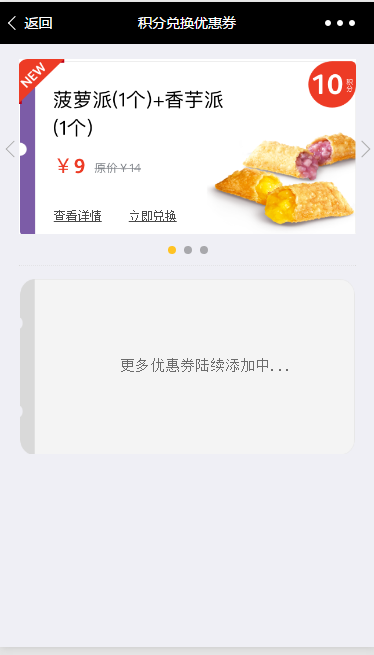 返回
积分兑换优惠券
NEW
10
积分
菠萝派(1个)+香芋派
(1个)
￥9 原价￥14
查看详情 立即兑换
更多优惠券陆续添加中...